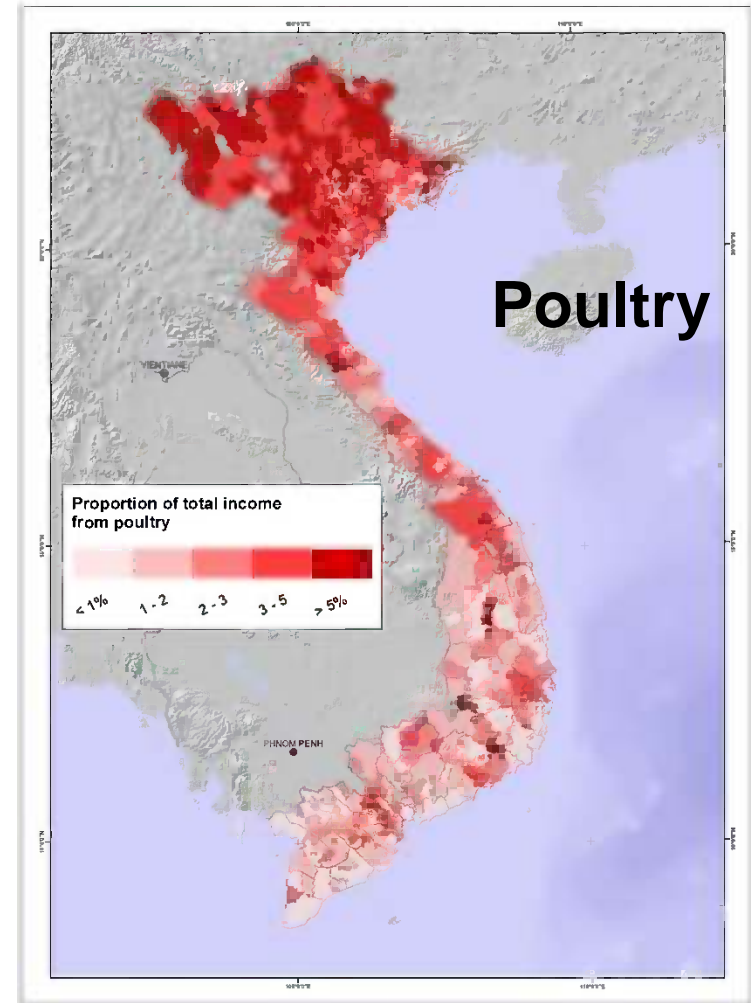 Poultry
VIENTIANE
Proportion of total income
from poultry
< 1%
1 - 2
2 - 3
3 - 5
> 5%
PHNOM PENH